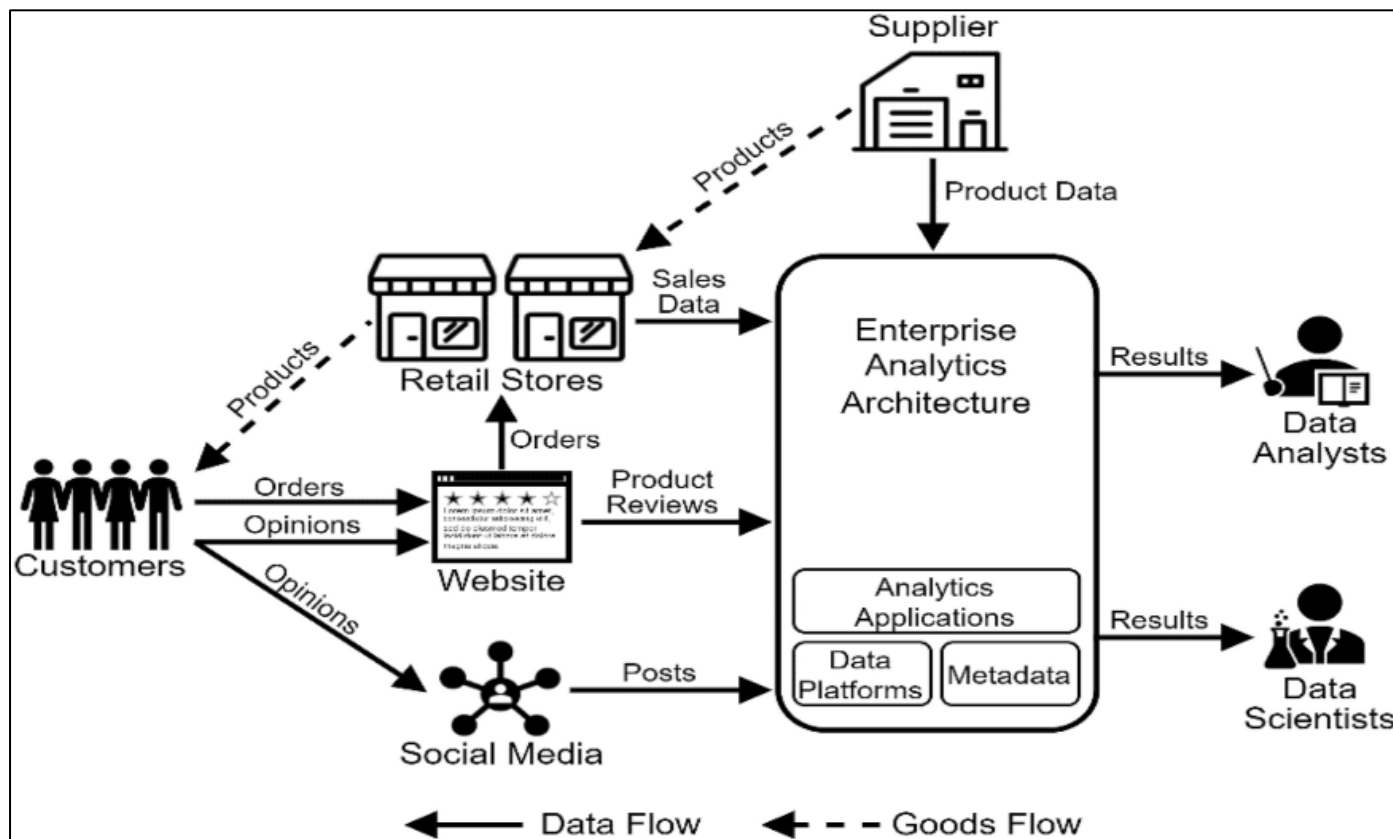 Supplier
Products
Product Data
Sales
Data
Retail Stores
Enterprise
Analytics
Architecture
Results
Data
Analysts
Products
Orders
Orders
Opinions
Customers
Website
Product
Reviews
Opinions
Posts
Social Media
Analytics
Applications
Data
Platforms
Metadata
Results
Data
Scientists
Data Flow
Goods Flow